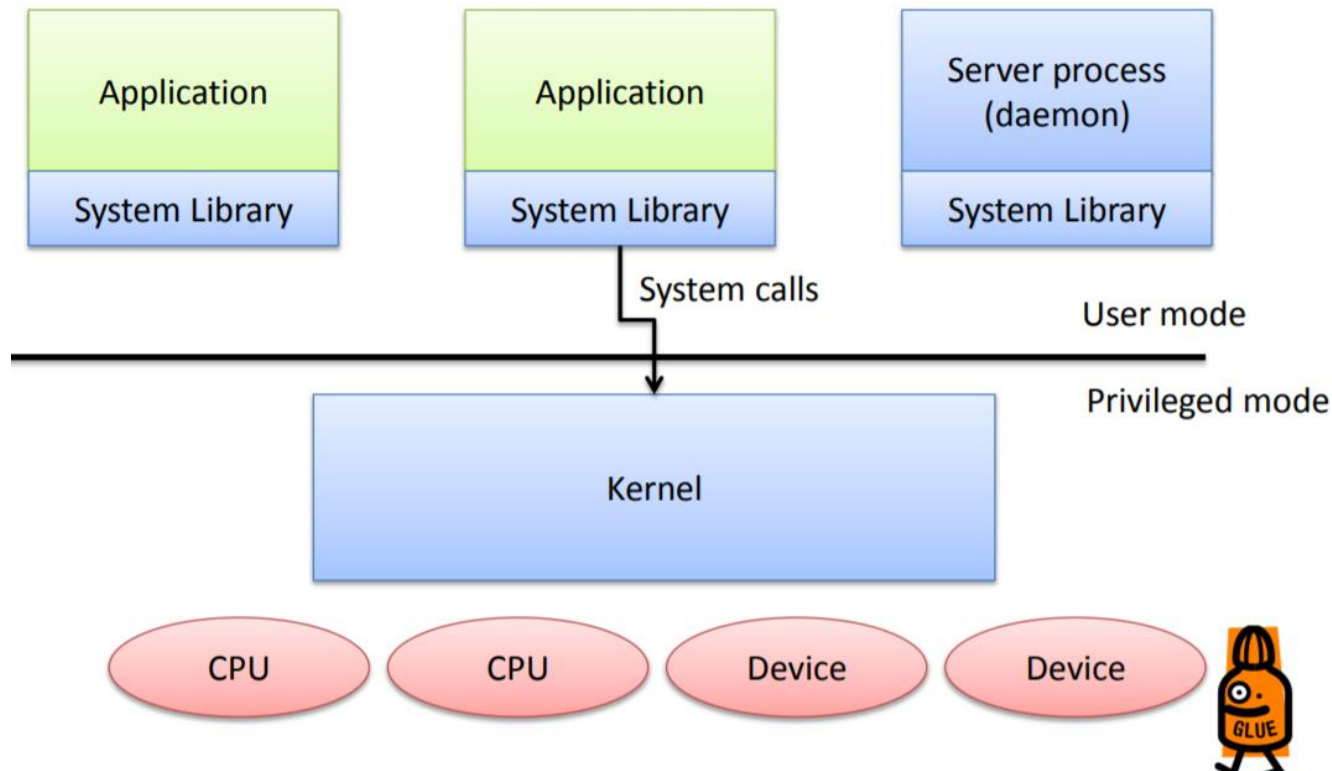 Application
Application
Server process
(daemon)
System Library
System Library
System Library
System calls
User mode
Privileged mode
Kernel
CPU
CPU
Device
Device
GLUE